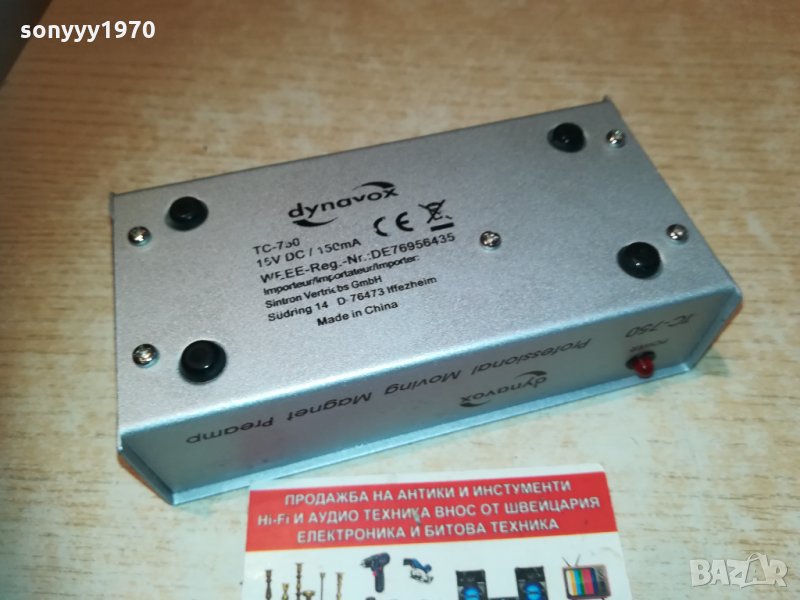 sonyyy1970
dynavox
TC-750
15V DC / 150mA
WEEE-Reg.-Nr.:DE76956435
Importeur/Importateur/Importer:
Sintron Vertriebs GmbH
Südring 14 D-76473 Iffezheim
Made in China
TC-750
POWER
dynavox
Professional Moving Magnet Preamp
ПРОДАЖБА НА АНТИКИ И ИНСТУМЕНТИ
Hi-Fi И АУДИО ТЕХНИКА ВНОС ОТ ШВЕЙЦАРИЯ
ЕЛЕКТРОНИКА И БИТОВА ТЕХНИКА
BAZAR